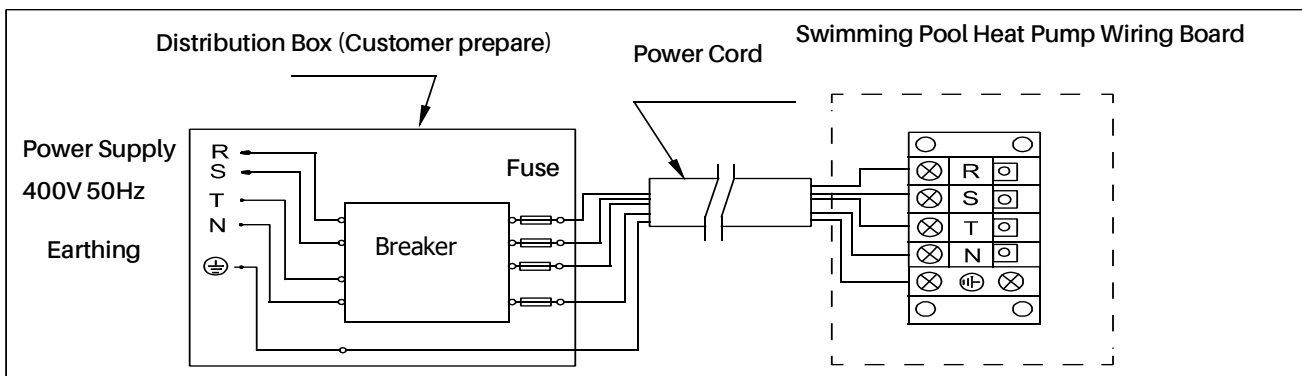 Distribution Box (Customer prepare)
Power Cord
Swimming Pool Heat Pump Wiring Board
Power Supply
400V 50Hz
Earthing
R
S
T
N
Fuse
Breaker
R
S
T
N